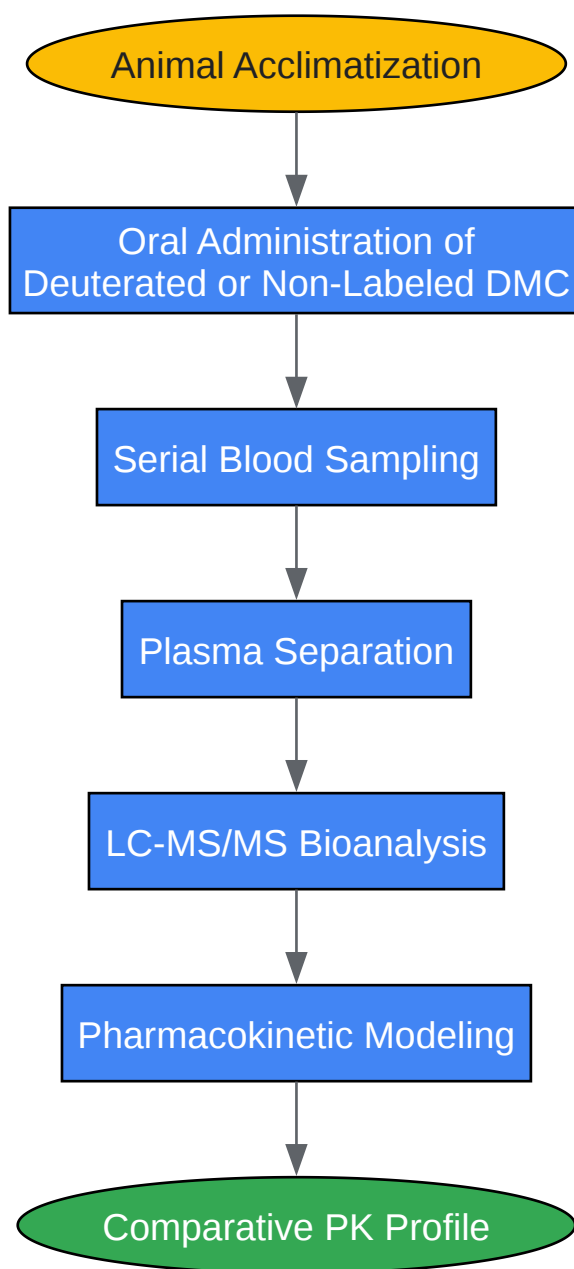 Animal Acclimatization
Oral Administration of
Deuterated or Non-Labeled DMC
Serial Blood Sampling
Plasma Separation
LC-MS/MS Bioanalysis
Pharmacokinetic Modeling
Comparative PK Profile